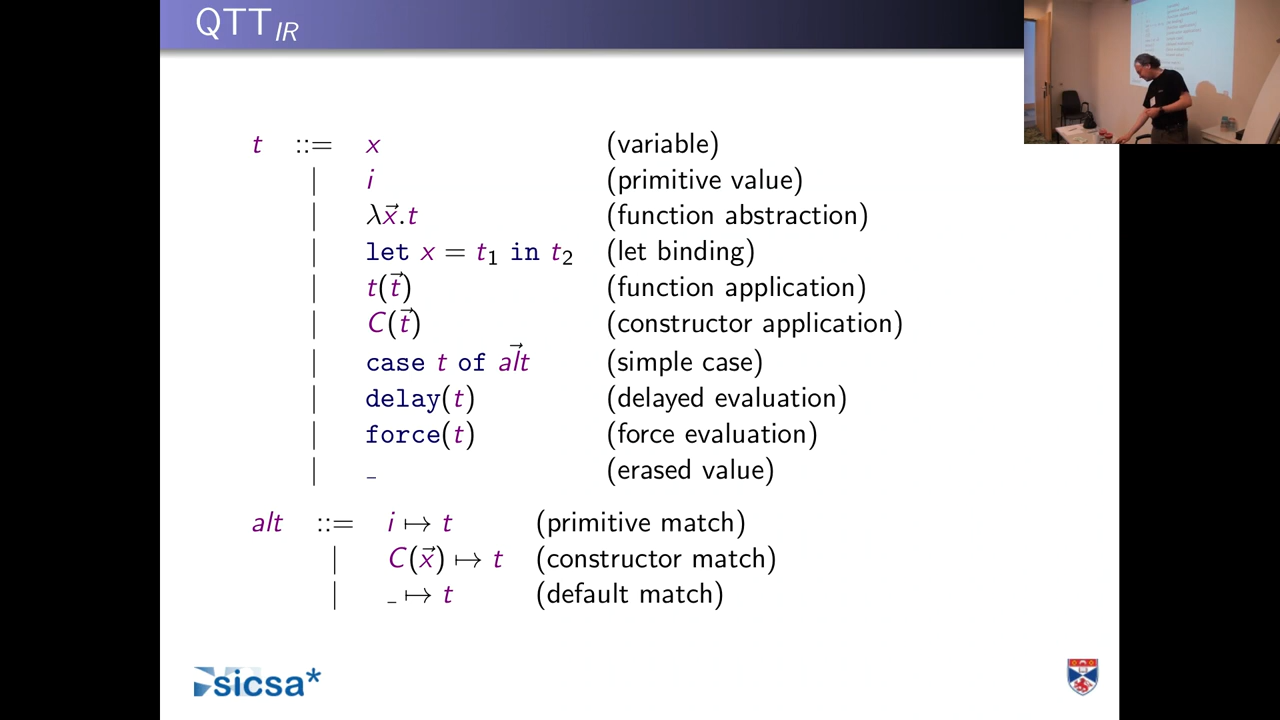 QTT_IR
t ::= x (variable)
| i (primitive value)
| λx⃗.t (function abstraction)
| let x = t₁ in t₂ (let binding)
| t(t⃗) (function application)
| C(t⃗) (constructor application)
| case t of al⃗t (simple case)
| delay(t) (delayed evaluation)
| force(t) (force evaluation)
| _ (erased value)
alt ::= i ↦ t (primitive match)
| C(x⃗) ↦ t (constructor match)
| _ ↦ t (default match)
sicsa*